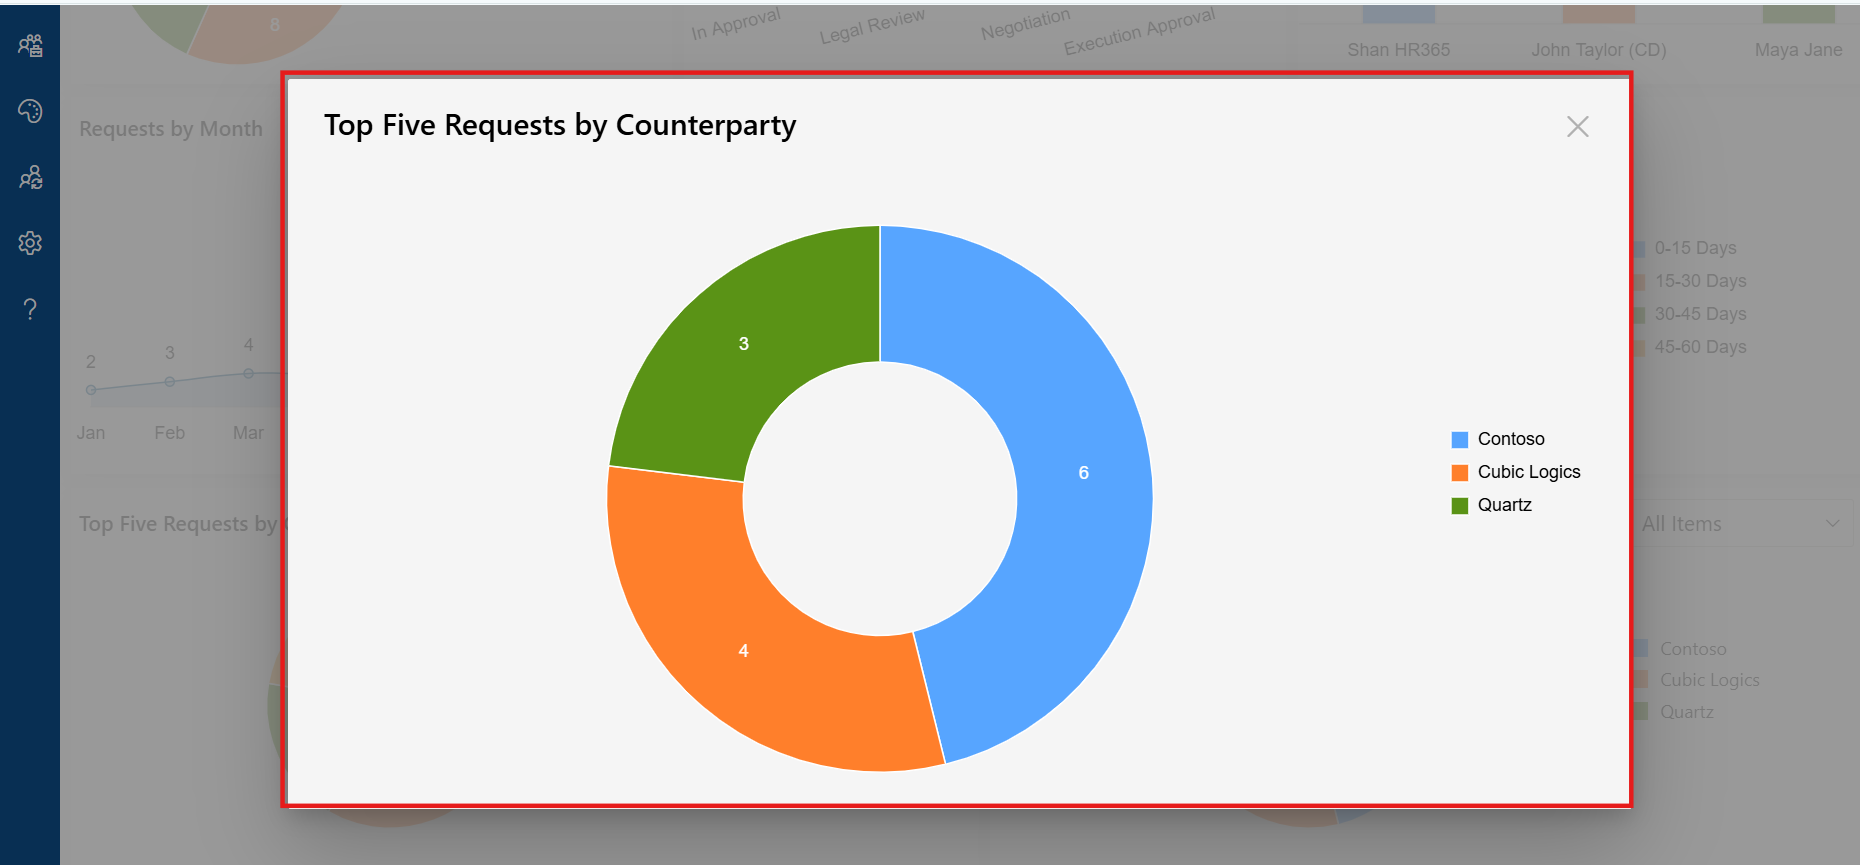 8
In Approval
Legal Review
Negotiation
Execution Approval
Shan HR365
John Taylor (CD)
Maya Jane
Requests by Month
Top Five Requests by Counterparty
0-15 Days
15-30 Days
30-45 Days
45-60 Days
2
3
4
Jan
Feb
Mar
3
6
4
Contoso
Cubic Logics
Quartz
Top Five Requests by
All Items
Contoso
Cubic Logics
Quartz